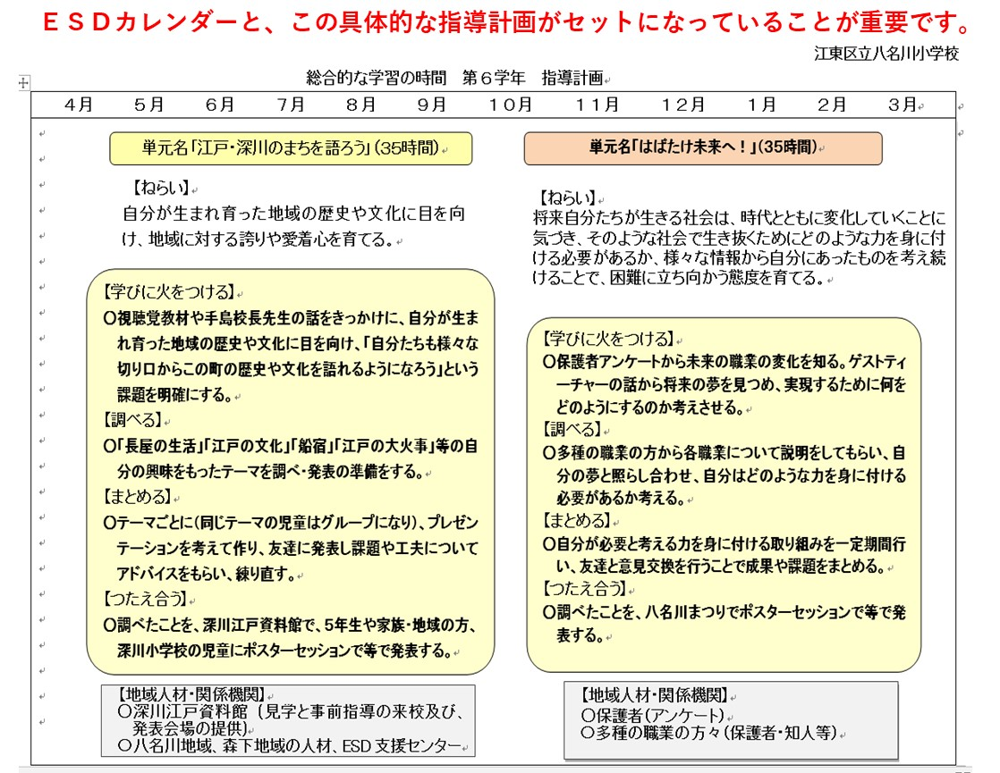 ＥＳＤカレンダーと、この具体的な指導計画がセットになっていることが重要です。
江東区立八名川小学校
総合的な学習の時間　第６学年　指導計画
４月　５月　６月　７月　８月　９月　１０月　１１月　１２月　１月　２月　３月
単元名「江戸・深川のまちを語ろう」（35時間）
【ねらい】
自分が生まれ育った地域の歴史や文化に目を向
け、地域に対する誇りや愛着心を育てる。
【学びに火をつける】
〇視聴覚教材や手島校長先生の話をきっかけに、自分が生ま
れ育った地域の歴史や文化に目を向け、「自分たちも様々な
切り口からこの町の歴史や文化を語れるようになろう」という
課題を明確にする。
【調べる】
〇「長屋の生活」「江戸の文化」「船宿」「江戸の大火事」等の自
分の興味をもったテーマを調べ・発表の準備をする。
【まとめる】
〇テーマごとに（同じテーマの児童はグループになり）、プレゼン
テーションを考えて作り、友達に発表し課題や工夫について
アドバイスをもらい、練り直す。
【つたえ合う】
〇調べたことを、深川江戸資料館で、５年生や家族・地域の方、
深川小学校の児童にポスターセッションで等で発表する。
【地域人材・関係機関】
〇深川江戸資料館（見学と事前指導の来校及び、
発表会場の提供）
〇八名川地域、森下地域の人材、ESD支援センター
単元名「はばたけ未来へ！」（35時間）
【ねらい】
将来自分たちが生きる社会は、時代とともに変化していくことに
気づき、そのような社会で生き抜くためにどのような力を身に付
ける必要があるか、様々な情報から自分にあったものを考え続
けることで、困難に立ち向かう態度を育てる。
【学びに火をつける】
〇保護者アンケートから未来の職業の変化を知る。ゲストティ
ーチャーの話から将来の夢を見つめ、実現するために何を
どのようにするのか考えさせる。
【調べる】
〇多種の職業の方から各職業について説明をしてもらい、自
分の夢と照らし合わせ、自分はどのような力を身に付ける
必要があるか考える。
【まとめる】
〇自分が必要と考える力を身に付ける取り組みを一定期間行
い、友達と意見交換を行うことで成果や課題をまとめる。
【つたえ合う】
〇調べたことを、八名川まつりでポスターセッションで等で発
表する。
【地域人材・関係機関】
〇保護者（アンケート）
〇多種の職業の方々（保護者・知人等）